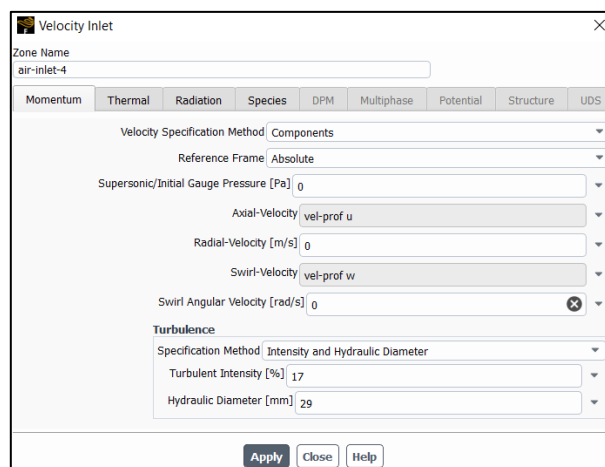 Velocity Inlet
Zone Name
air-inlet-4
Momentum Thermal Radiation Species DPM Multiphase Potential Structure UDS
Velocity Specification Method Components
Reference Frame Absolute
Supersonic/Initial Gauge Pressure [Pa] 0
Axial-Velocity vel-prof u
Radial-Velocity [m/s] 0
Swirl-Velocity vel-prof w
Swirl Angular Velocity [rad/s] 0
Turbulence
Specification Method Intensity and Hydraulic Diameter
Turbulent Intensity [%] 17
Hydraulic Diameter [mm] 29
Apply Close Help